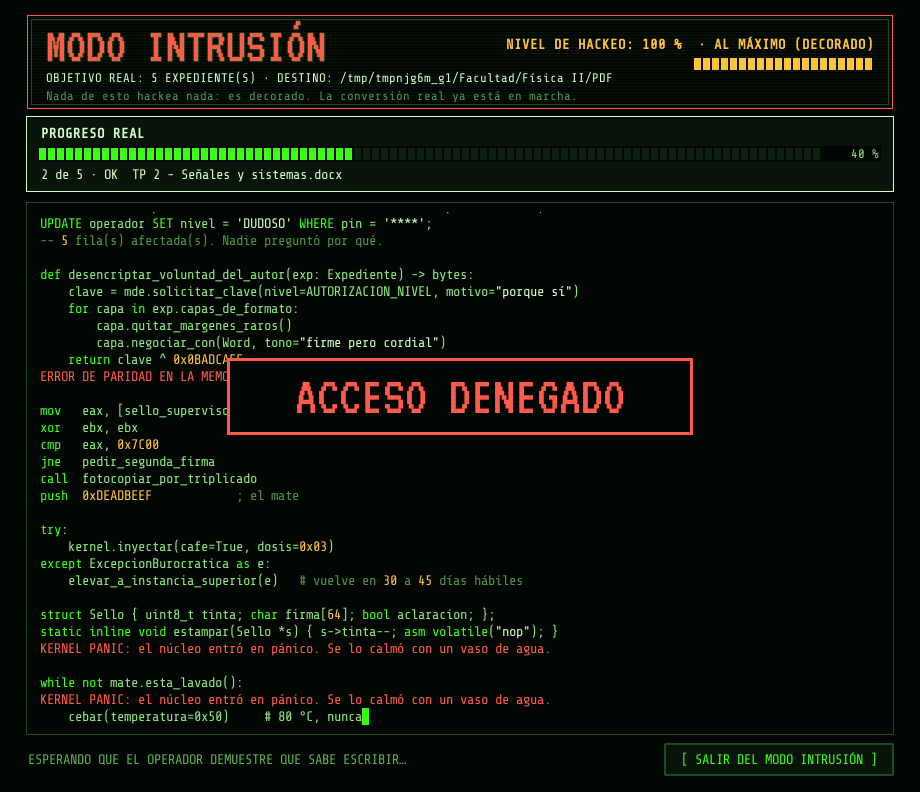 MODO INTRUSIÓN
NIVEL DE HACKEO: 100 % · AL MÁXIMO (DECORADO)
OBJETIVO REAL: 5 EXPEDIENTE(S) · DESTINO: /tmp/tmpnjg6m_g1/Facultad/Física II/PDF
Nada de esto hackea nada: es decorado. La conversión real ya está en marcha.
PROGRESO REAL
40 %
2 de 5 · OK  TP 2 - Señales y sistemas.docx
UPDATE operador SET nivel = 'DUDOSO' WHERE pin = '****';
-- 5 fila(s) afectada(s). Nadie preguntó por qué.
def desencriptar_voluntad_del_autor(exp: Expediente) -> bytes:
    clave = mde.solicitar_clave(nivel=AUTORIZACION_NIVEL, motivo="porque sí")
    for capa in exp.capas_de_formato:
        capa.quitar_margenes_raros()
        capa.negociar_con(Word, tono="firme pero cordial")
    return clave ^ 0x0BADCAFE
ERROR DE PARIDAD EN LA MEMO
ACCESO DENEGADO
mov   eax, [sello_superviso
xor   ebx, ebx
cmp   eax, 0x7C00
jne   pedir_segunda_firma
call  fotocopiar_por_triplicado
push  0xDEADBEEF            ; el mate
try:
    kernel.inyectar(cafe=True, dosis=0x03)
except ExcepcionBurocratica as e:
    elevar_a_instancia_superior(e)   # vuelve en 30 a 45 días hábiles
struct Sello { uint8_t tinta; char firma[64]; bool aclaracion; };
static inline void estampar(Sello *s) { s->tinta--; asm volatile("nop"); }
KERNEL PANIC: el núcleo entró en pánico. Se lo calmó con un vaso de agua.
while not mate.esta_lavado():
KERNEL PANIC: el núcleo entró en pánico. Se lo calmó con un vaso de agua.
    cebar(temperatura=0x50)     # 80 °C, nunca
ESPERANDO QUE EL OPERADOR DEMUESTRE QUE SABE ESCRIBIR…
[ SALIR DEL MODO INTRUSIÓN ]